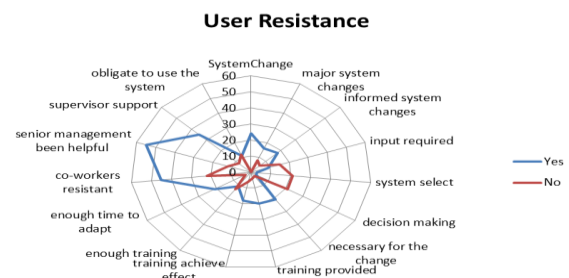 User Resistance
SystemChange
major system
changes
informed system
changes
input required
system select
decision making
necessary for the
change
training provided
training achieve
effect
enough training
enough time to
adapt
co-workers
resistant
senior management
been helpful
supervisor support
obligate to use the
system
60
50
40
30
20
10
0
Yes
No